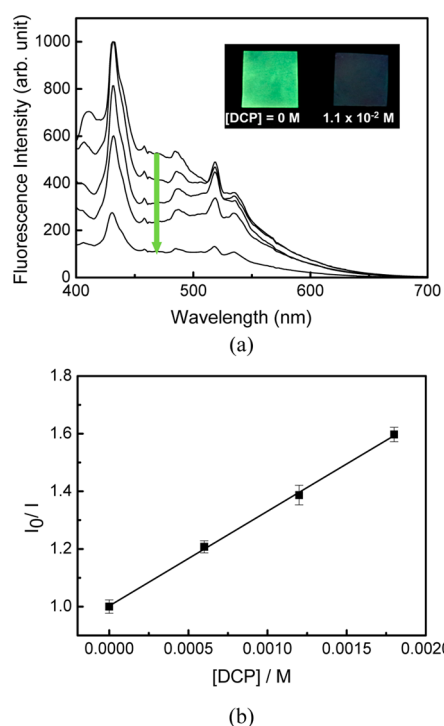 1000
800
600
400
200
0
Fluorescence Intensity (arb. unit)
[DCP] = 0 M
1.1 x 10⁻² M
400
500
600
700
Wavelength (nm)
(a)
1.8
1.6
1.4
1.2
1.0
I₀/ I
0.0000
0.0005
0.0010
0.0015
0.0020
[DCP] / M
(b)